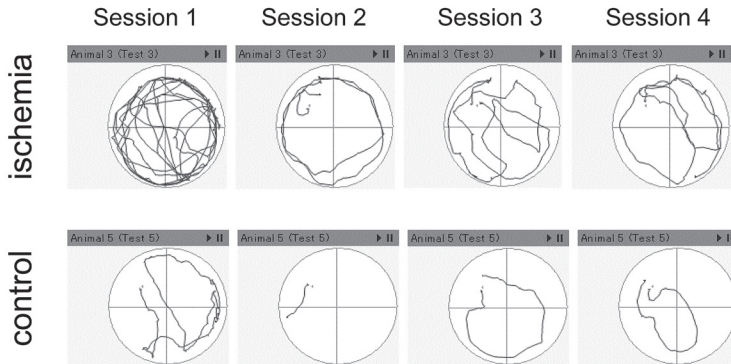 Session 1 Session 2 Session 3 Session 4
ischemia
Animal 3 (Test 3) Animal 3 (Test 3) Animal 3 (Test 3) Animal 3 (Test 3)
control
Animal 5 (Test 5) Animal 5 (Test 5) Animal 5 (Test 5) Animal 5 (Test 5)